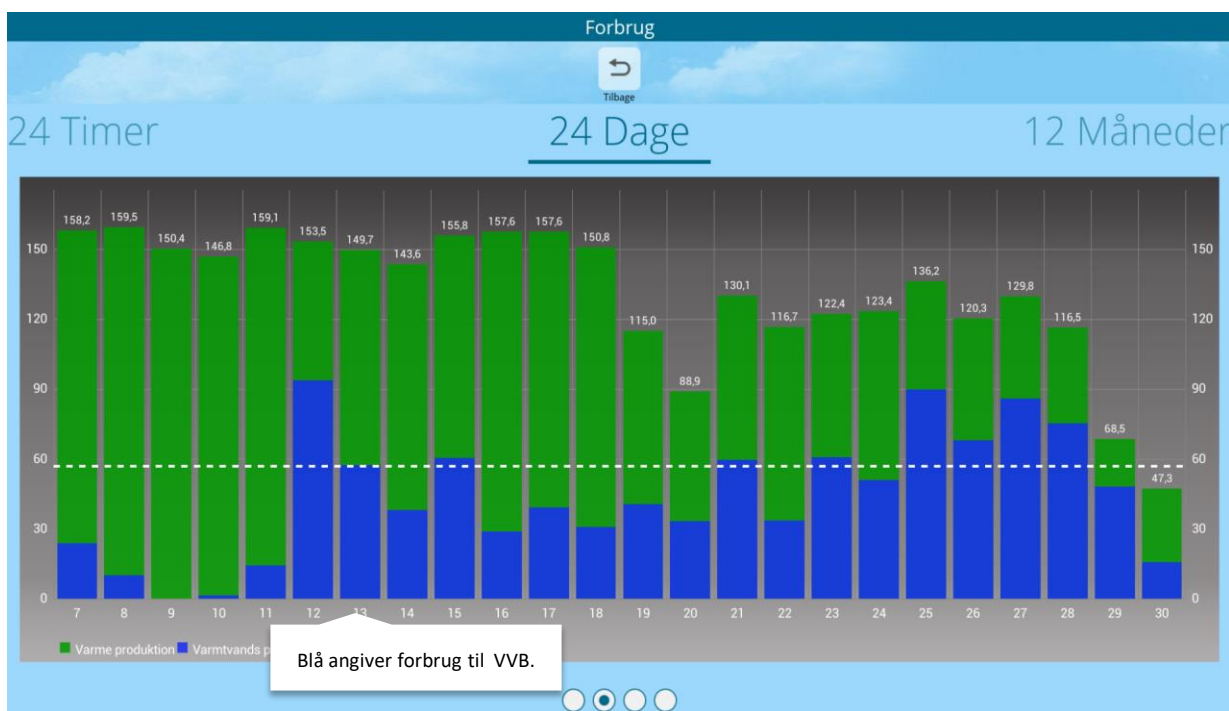 Forbrug
Tilbage
24 Timer 24 Dage 12 Måneder
158,2 159,5 150,4 146,8 159,1 153,5 149,7 143,6 155,8 157,6 157,6 150,8 115,0 88,9 130,1 116,7 122,4 123,4 136,2 120,3 129,8 116,5 68,5 47,3
150 150
120 120
90 90
60 60
30 30
0 0
7 8 9 10 11 12 13 14 15 16 17 18 19 20 21 22 23 24 25 26 27 28 29 30
Varme produktion Varmtvands
Blå angiver forbrug til VVB.